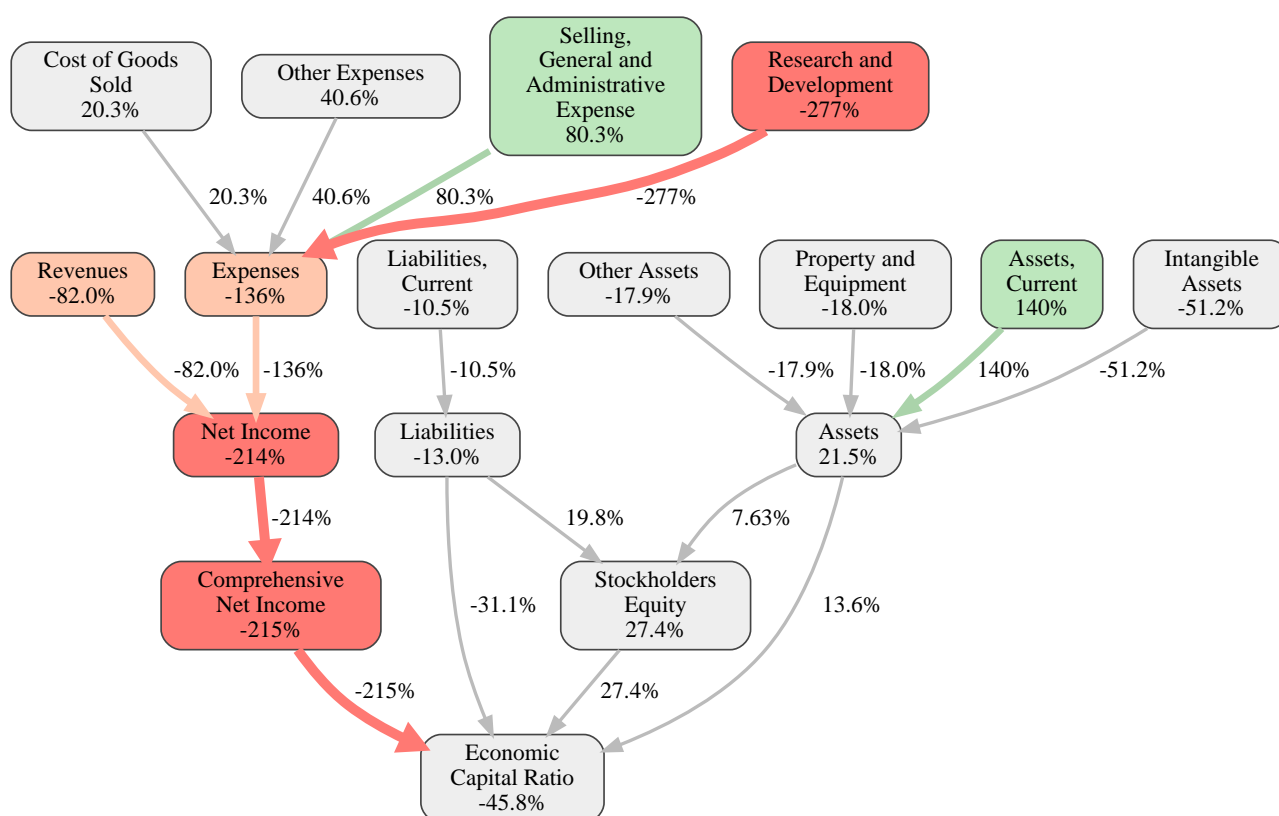 Cost of Goods
Sold
20.3%
Other Expenses
40.6%
Selling,
General and
Administrative
Expense
80.3%
Research and
Development
-277%
20.3%
40.6%
80.3%
-277%
Revenues
-82.0%
Expenses
-136%
Liabilities,
Current
-10.5%
Other Assets
-17.9%
Property and
Equipment
-18.0%
Assets,
Current
140%
Intangible
Assets
-51.2%
-82.0%
-136%
-10.5%
-17.9%
-18.0%
140%
-51.2%
Net Income
-214%
Liabilities
-13.0%
Assets
21.5%
-214%
19.8%
7.63%
Comprehensive
Net Income
-215%
-31.1%
Stockholders
Equity
27.4%
13.6%
-215%
27.4%
Economic
Capital Ratio
-45.8%